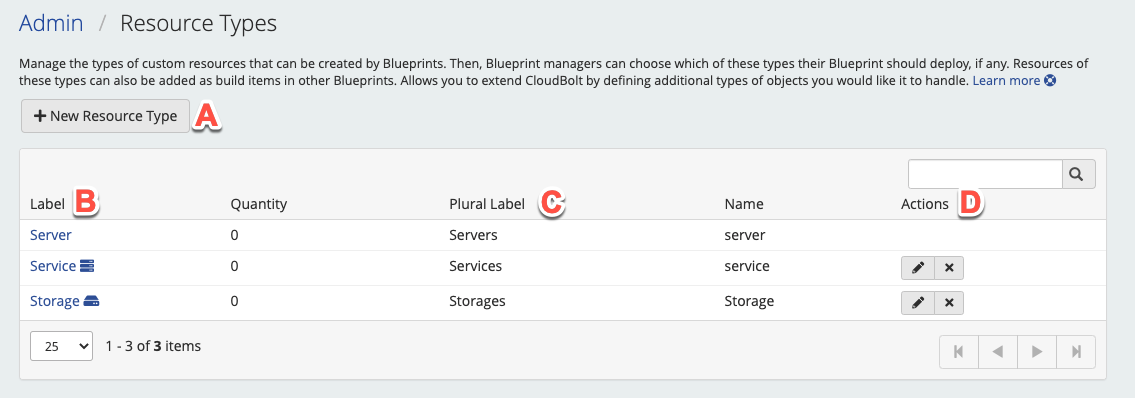 Admin / Resource Types
Manage the types of custom resources that can be created by Blueprints. Then, Blueprint managers can choose which of these types their Blueprint should deploy, if any. Resources of
these types can also be added as build items in other Blueprints. Allows you to extend CloudBolt by defining additional types of objects you would like it to handle. Learn more
+ New Resource Type A
Label B Quantity Plural Label C Name Actions D
Server 0 Servers server
Service 0 Services service
Storage 0 Storages Storage
25 1 - 3 of 3 items